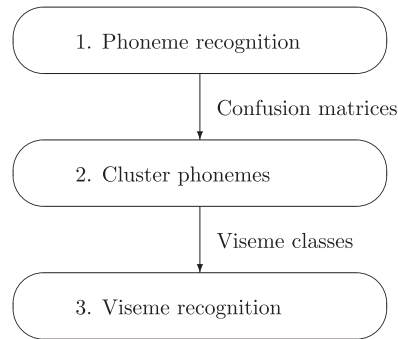 1. Phoneme recognition
Confusion matrices
2. Cluster phonemes
Viseme classes
3. Viseme recognition